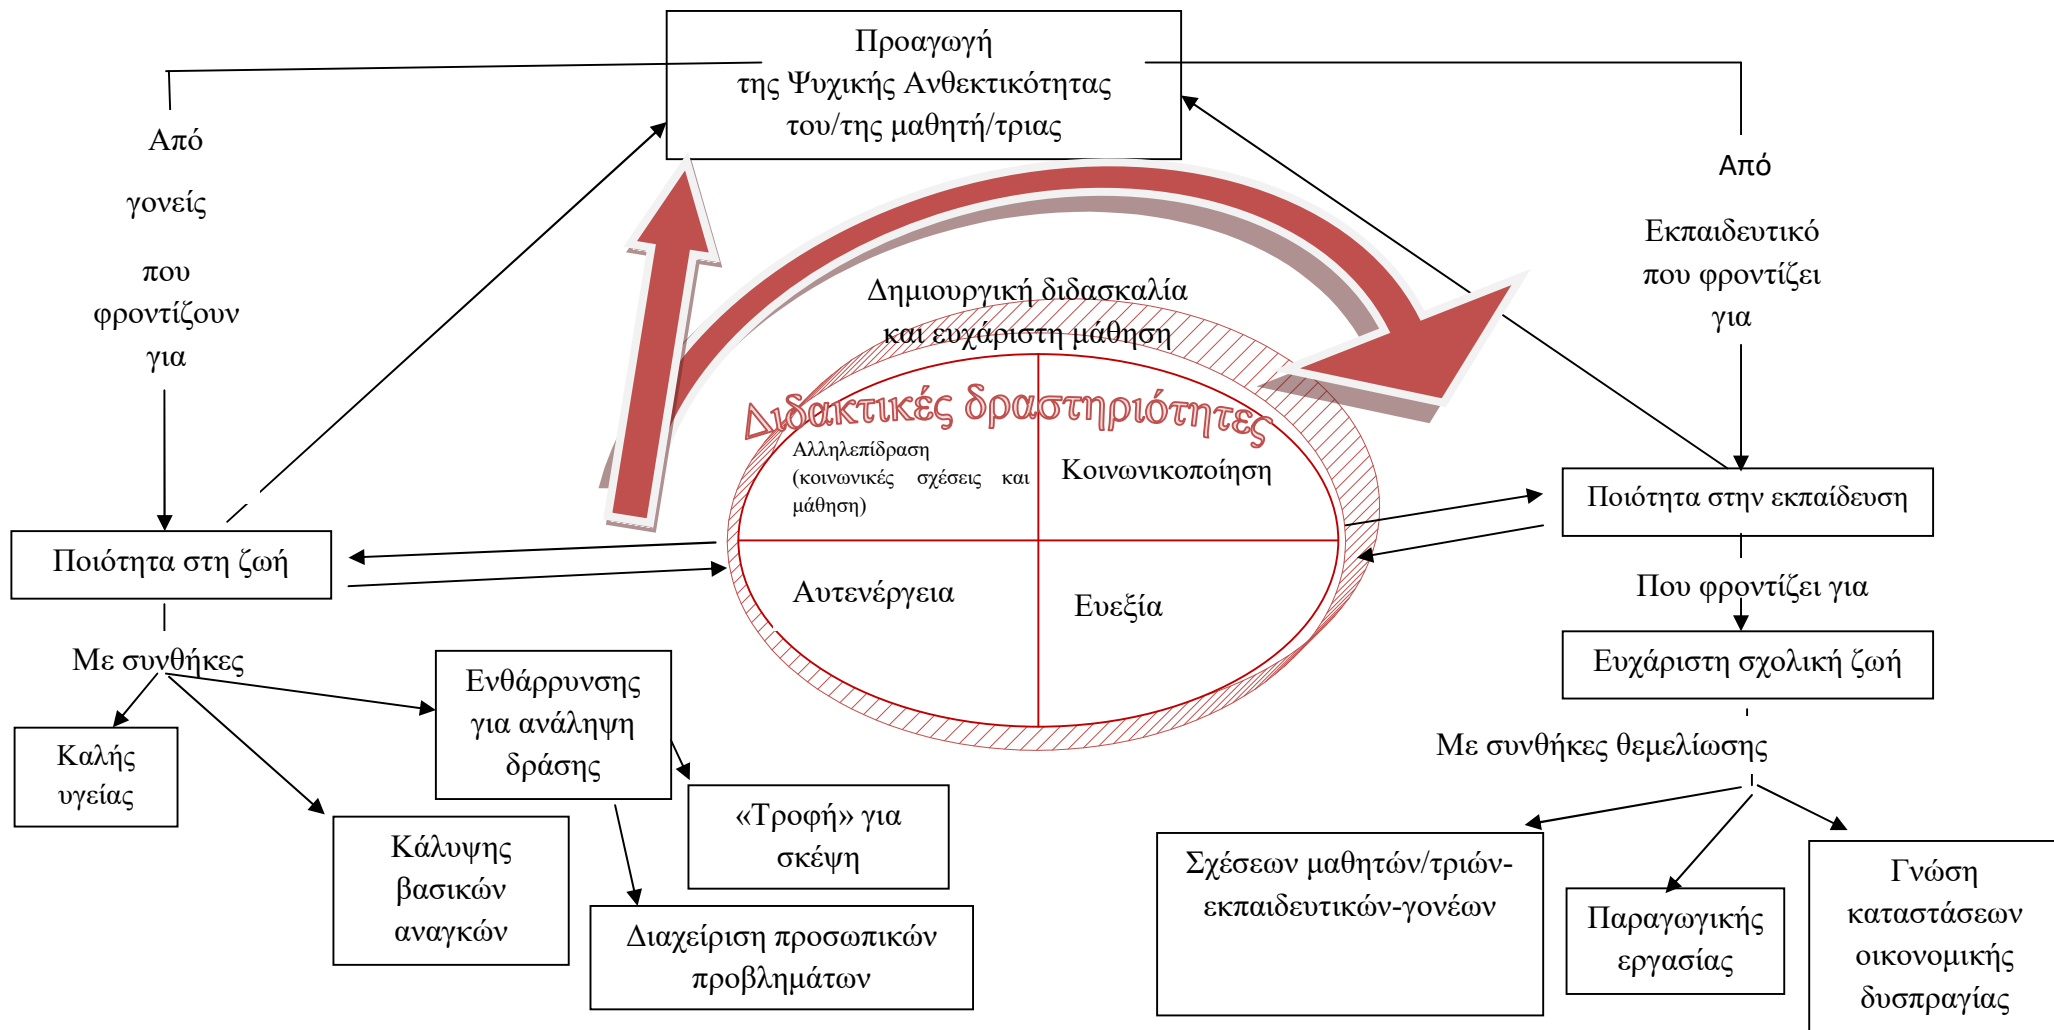 Προαγωγή
της Ψυχικής Ανθεκτικότητας
του/της μαθητή/τριας
Από
γονείς
που
φροντίζουν
για
Από
Εκπαιδευτικό
που φροντίζει
για
Δημιουργική διδασκαλία
και ευχάριστη μάθηση
Διδακτικές δραστηριότητες
Αλληλεπίδραση
(κοινωνικές σχέσεις και
μάθηση)
Κοινωνικοποίηση
Αυτενέργεια
Ευεξία
Ποιότητα στη ζωή
Ποιότητα στην εκπαίδευση
Που φροντίζει για
Ευχάριστη σχολική ζωή
Με συνθήκες
Καλής
υγείας
Κάλυψης
βασικών
αναγκών
Ενθάρρυνσης
για ανάληψη
δράσης
«Τροφή» για
σκέψη
Διαχείριση προσωπικών
προβλημάτων
Με συνθήκες θεμελίωσης
Σχέσεων μαθητών/τριών-
εκπαιδευτικών-γονέων
Παραγωγικής
εργασίας
Γνώση
καταστάσεων
οικονομικής
δυσπραγίας